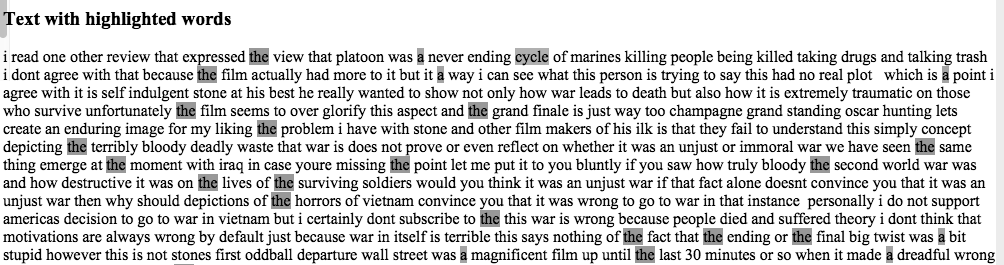 Text with highlighted words
i read one other review that expressed the view that platoon was a never ending cycle of marines killing people being killed taking drugs and talking trash
i dont agree with that because the film actually had more to it but it a way i can see what this person is trying to say this had no real plot which is a point i
agree with it is self indulgent stone at his best he really wanted to show not only how war leads to death but also how it is extremely traumatic on those
who survive unfortunately the film seems to over glorify this aspect and the grand finale is just way too champagne grand standing oscar hunting lets
create an enduring image for my liking the problem i have with stone and other film makers of his ilk is that they fail to understand this simply concept
depicting the terribly bloody deadly waste that war is does not prove or even reflect on whether it was an unjust or immoral war we have seen the same
thing emerge at the moment with iraq in case youre missing the point let me put it to you bluntly if you saw how truly bloody the second world war was
and how destructive it was on the lives of the surviving soldiers would you think it was an unjust war if that fact alone doesnt convince you that it was an
unjust war then why should depictions of the horrors of vietnam convince you that it was wrong to go to war in that instance personally i do not support
americas decision to go to war in vietnam but i certainly dont subscribe to the this war is wrong because people died and suffered theory i dont think that
motivations are always wrong by default just because war in itself is terrible this says nothing of the fact that the ending or the final big twist was a bit
stupid however this is not stones first oddball departure wall street was a magnificent film up until the last 30 minutes or so when it made a dreadful wrong